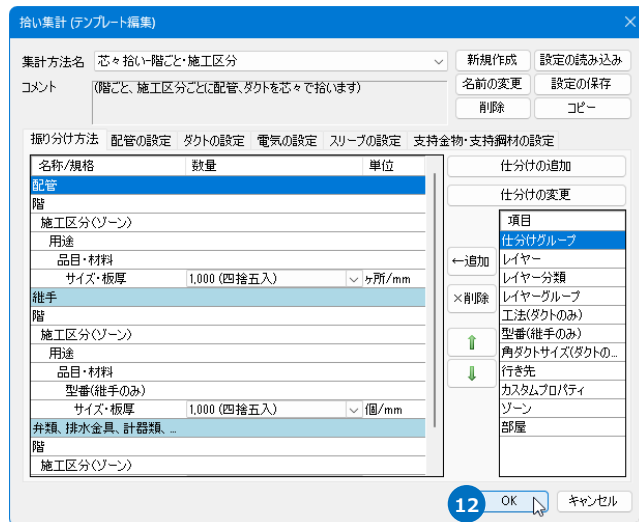 拾い集計 (テンプレート編集)
集計方法名 芯々拾い-階ごと・施工区分 新規作成 設定の読み込み
コメント (階ごと、施工区分ごとに配管、ダクトを芯々で拾います) 名前の変更 設定の保存
削除 コピー
振り分け方法 配管の設定 ダクトの設定 電気の設定 スリーブの設定 支持金物・支持鋼材の設定
名称/規格 数量 単位
配管
階
施工区分(ゾーン)
用途
品目・材料
サイズ・板厚 1,000 (四捨五入) ヶ所/mm
継手
階
施工区分(ゾーン)
用途
品目・材料
型番(継手のみ)
サイズ・板厚 1,000 (四捨五入) 個/mm
弁類、排水金具、計器類、...
階
施工区分(ゾーン)
←追加
×削除
仕分けの追加
仕分けの変更
項目
仕分けグループ
レイヤー
レイヤー分類
レイヤーグループ
工法(ダクトのみ)
型番(継手のみ)
角ダクトサイズ(ダクトの...
行き先
カスタムプロパティ
ゾーン
部屋
12 OK キャンセル